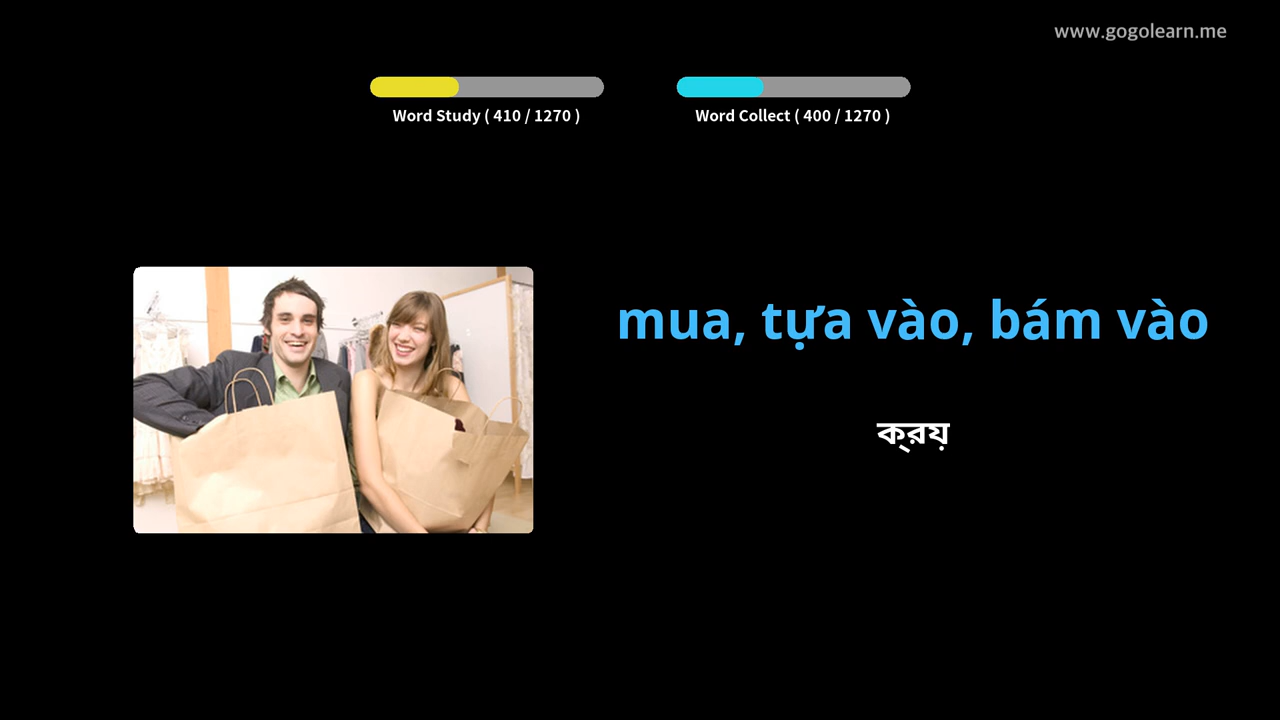 www.gogolearn.me
Word Study ( 410 / 1270 )
Word Collect ( 400 / 1270 )
mua, tựa vào, bám vào
ক্রয়